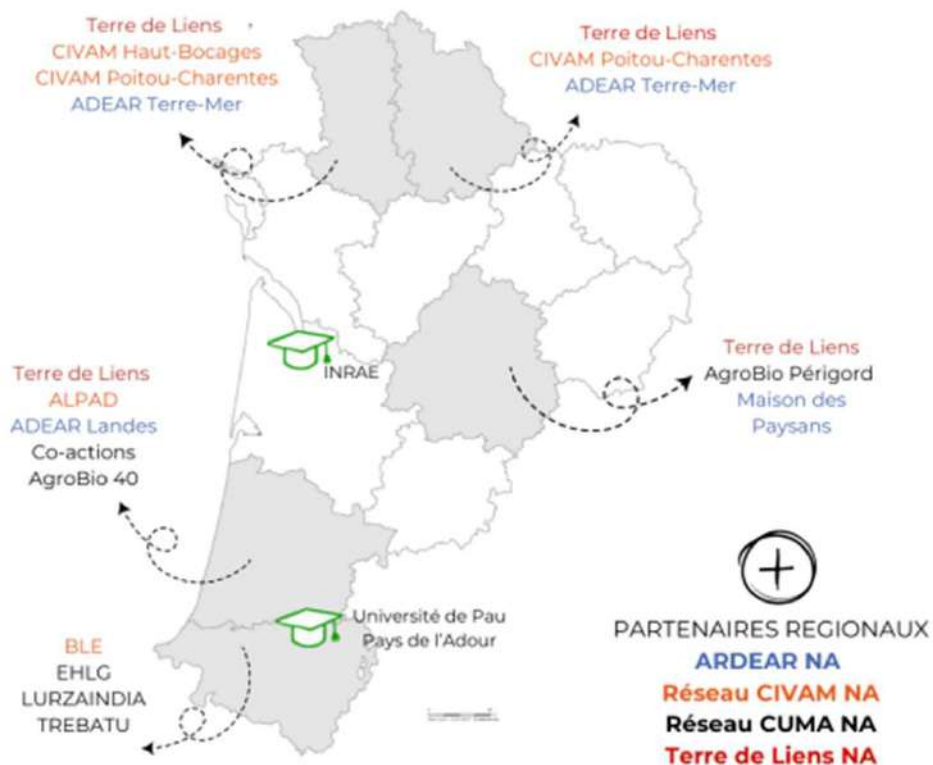 Terre de Liens
CIVAM Haut-Bocages
CIVAM Poitou-Charentes
ADEAR Terre-Mer
Terre de Liens
CIVAM Poitou-Charentes
ADEAR Terre-Mer
INRAE
Terre de Liens
AgroBio Périgord
Maison des
Paysans
Terre de Liens
ALPAD
ADEAR Landes
Co-actions
AgroBio 40
Université de Pau
Pays de l'Adour
BLE
EHLG
LURZAINDIA
TREBATU
+
PARTENAIRES REGIONAUX
ARDEAR NA
Réseau CIVAM NA
Réseau CUMA NA
Terre de Liens NA